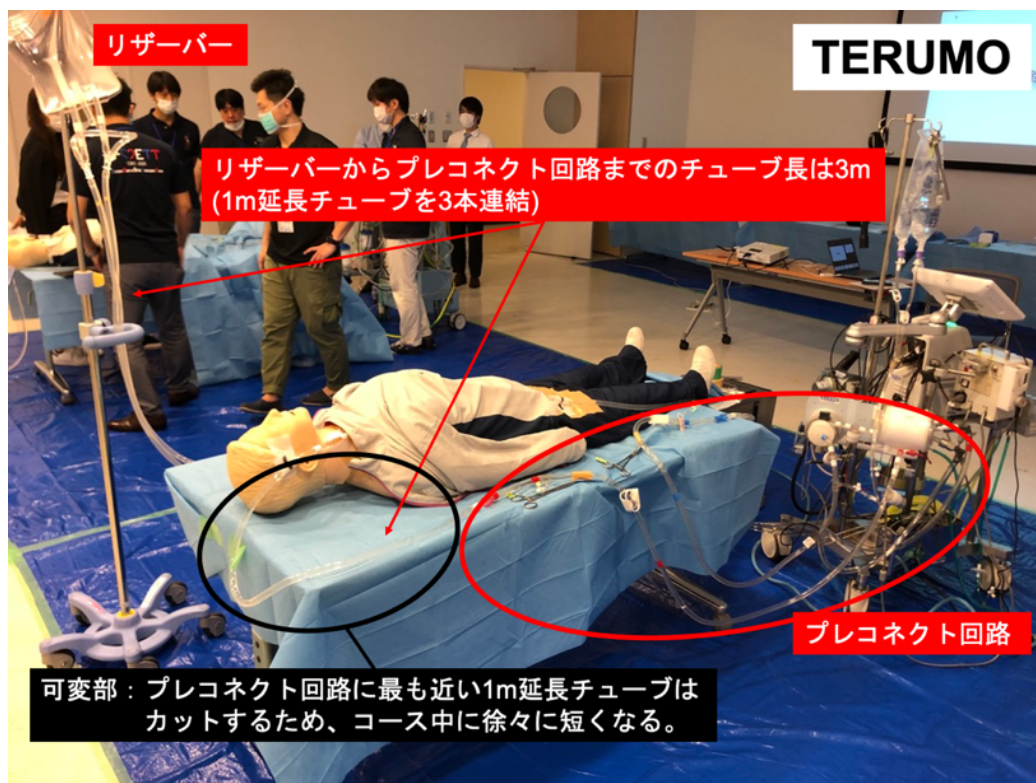 リザーバー
TERUMO
リザーバーからプレコネクト回路までのチューブ長は3m
(1m延長チューブを3本連結)
プレコネクト回路
可変部：プレコネクト回路に最も近い1m延長チューブは
カットするため、コース中に徐々に短くなる。